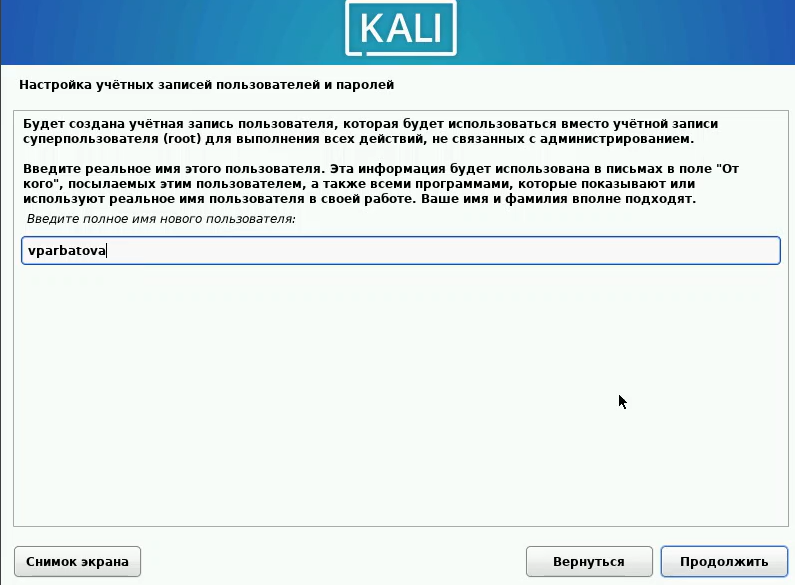 KALI
Настройка учётных записей пользователей и паролей
Будет создана учётная запись пользователя, которая будет использоваться вместо учётной записи
суперпользователя (root) для выполнения всех действий, не связанных с администрированием.
Введите реальное имя этого пользователя. Эта информация будет использована в письмах в поле "От
кого", посылаемых этим пользователем, а также всеми программами, которые показывают или
используют реальное имя пользователя в своей работе. Ваше имя и фамилия вполне подходят.
Введите полное имя нового пользователя:
vparbatova
Снимок экрана
Вернуться
Продолжить